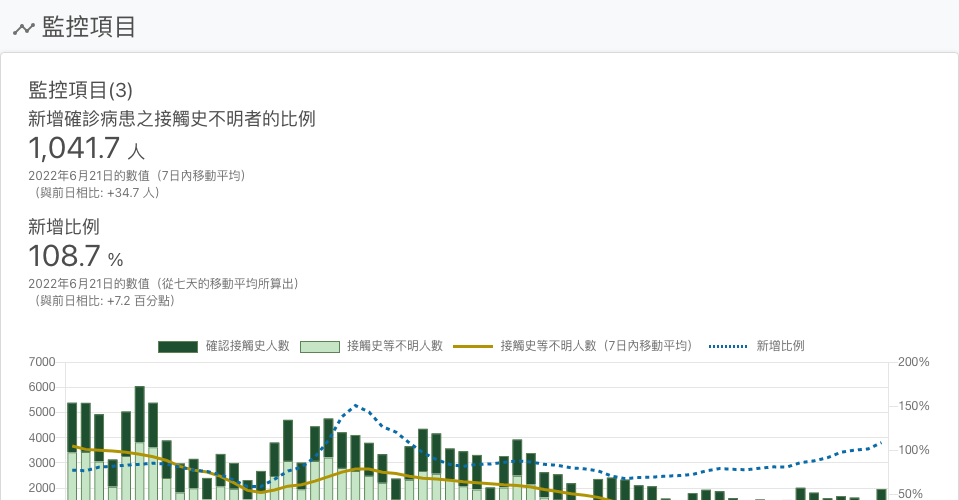 監控項目
監控項目(3)
新增確診病患之接觸史不明者的比例
1,041.7 人
2022年6月21日的數值（7日內移動平均）
（與前日相比: +34.7 人）
新增比例
108.7 %
2022年6月21日的數值（從七天的移動平均所算出）
（與前日相比: +7.2 百分點）
確認接觸史人數 接觸史等不明人數 接觸史等不明人數（7日內移動平均） 新增比例
7000 200%
6000
5000 150%
4000
3000 100%
2000 50%